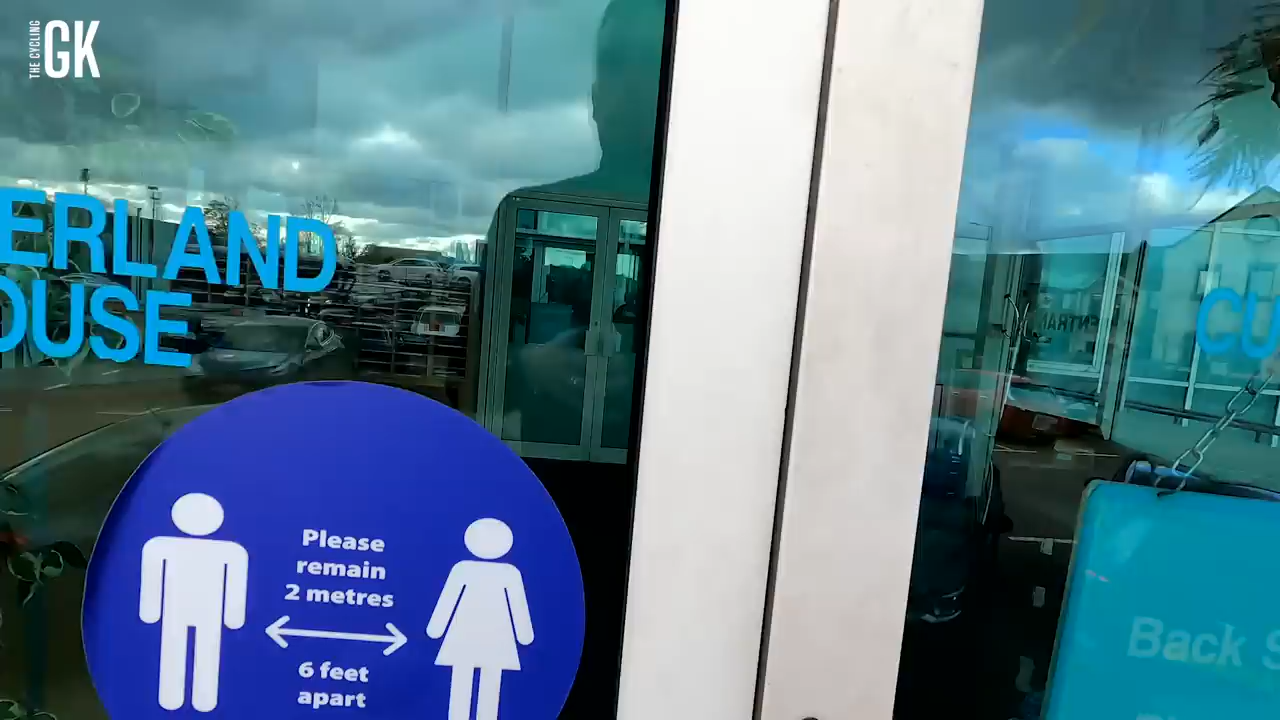 THE CYCLING
GK
ERLAND
OUSE
Please
remain
2 metres
6 feet
apart
CU
Back S